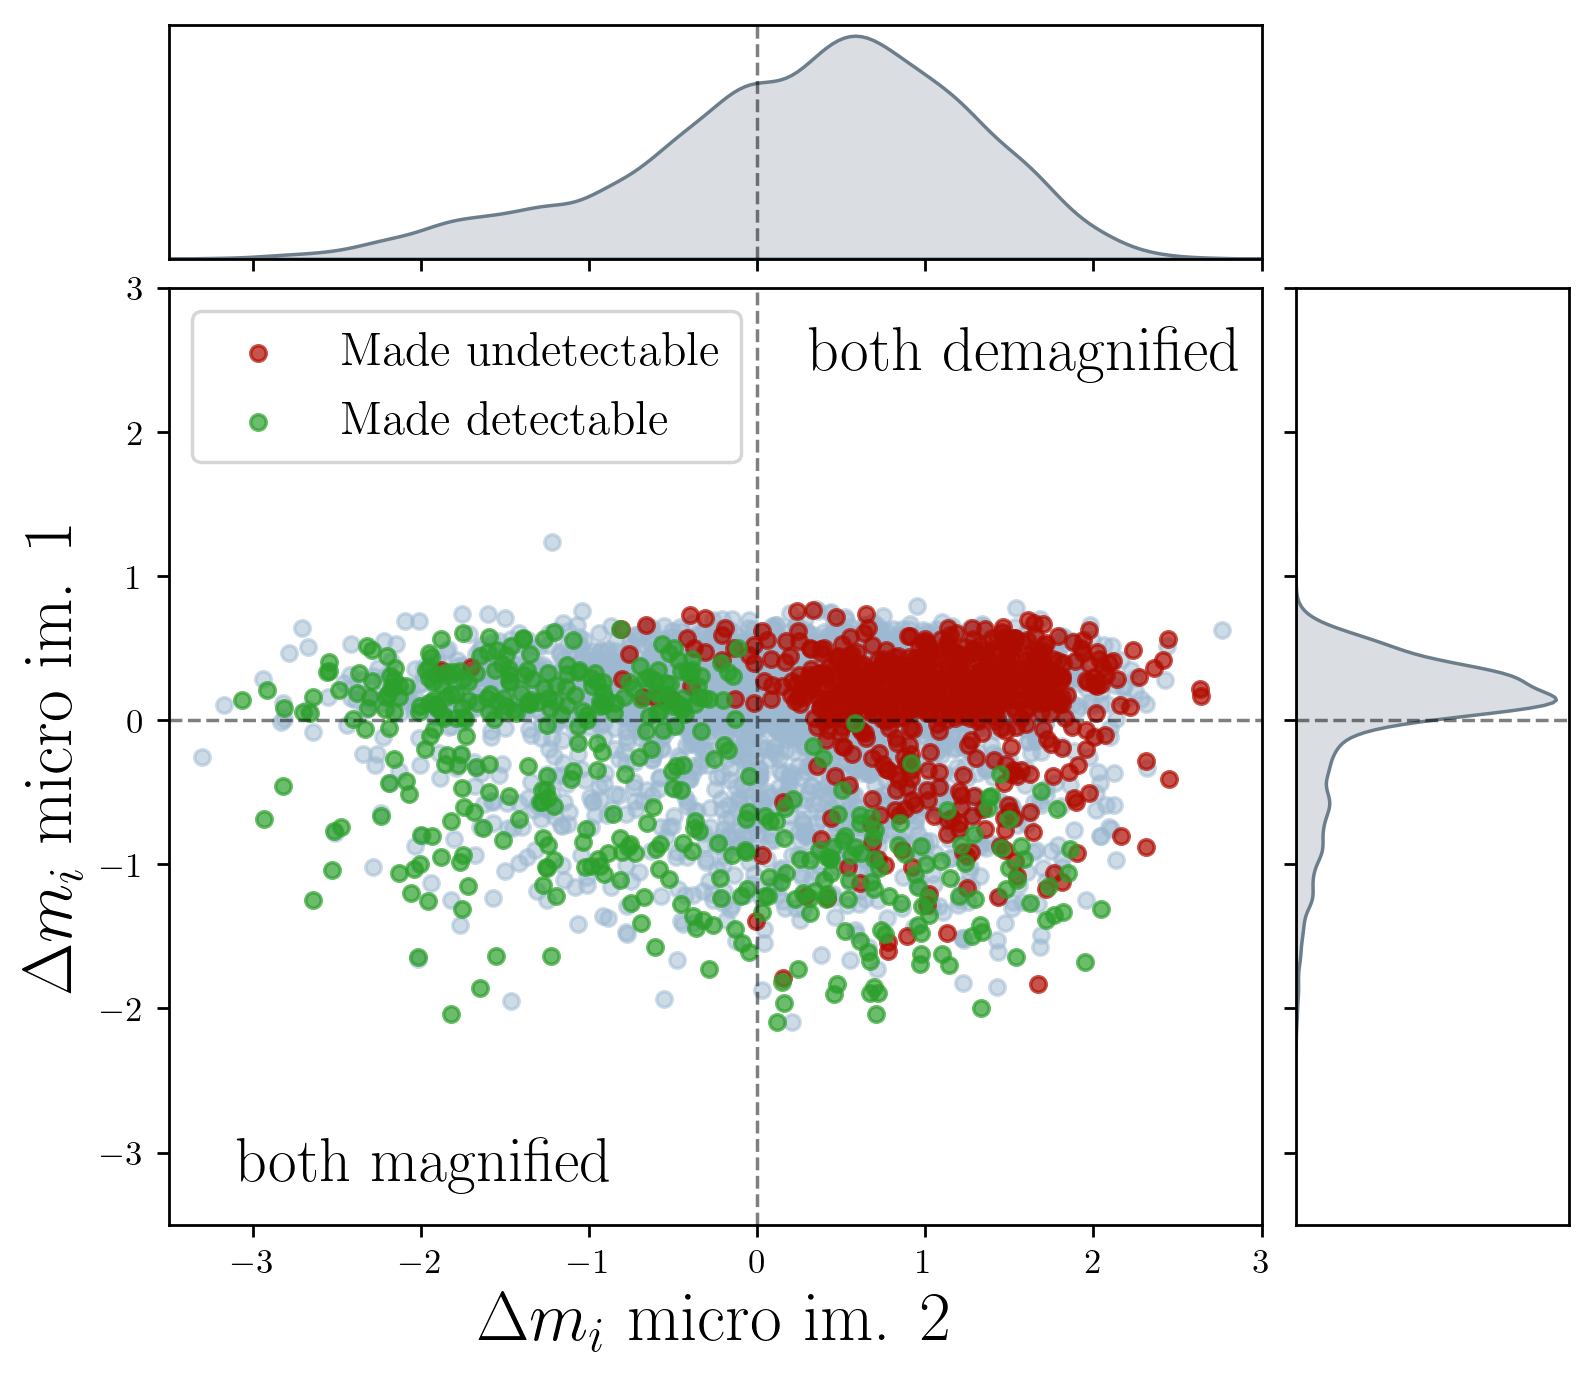 3
2
1
0
−1
−2
−3
Δm_i micro im. 1
Made undetectable
Made detectable
both demagnified
both magnified
−3 −2 −1 0 1 2 3
Δm_i micro im. 2